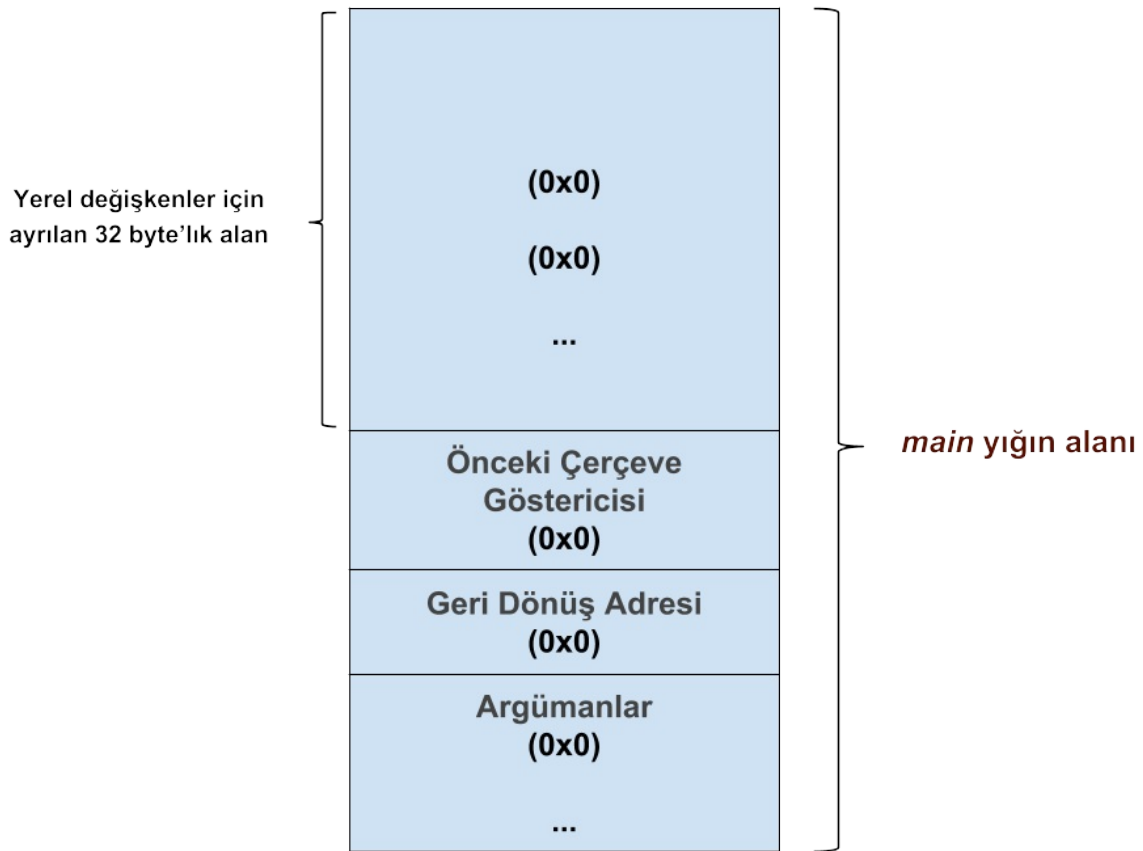 (0x0)
Yerel değişkenler için
ayrılan 32 byte’lık alan
(0x0)
...
main yığın alanı
Önceki Çerçeve
Göstericisi
(0x0)
Geri Dönüş Adresi
(0x0)
Argümanlar
(0x0)
...